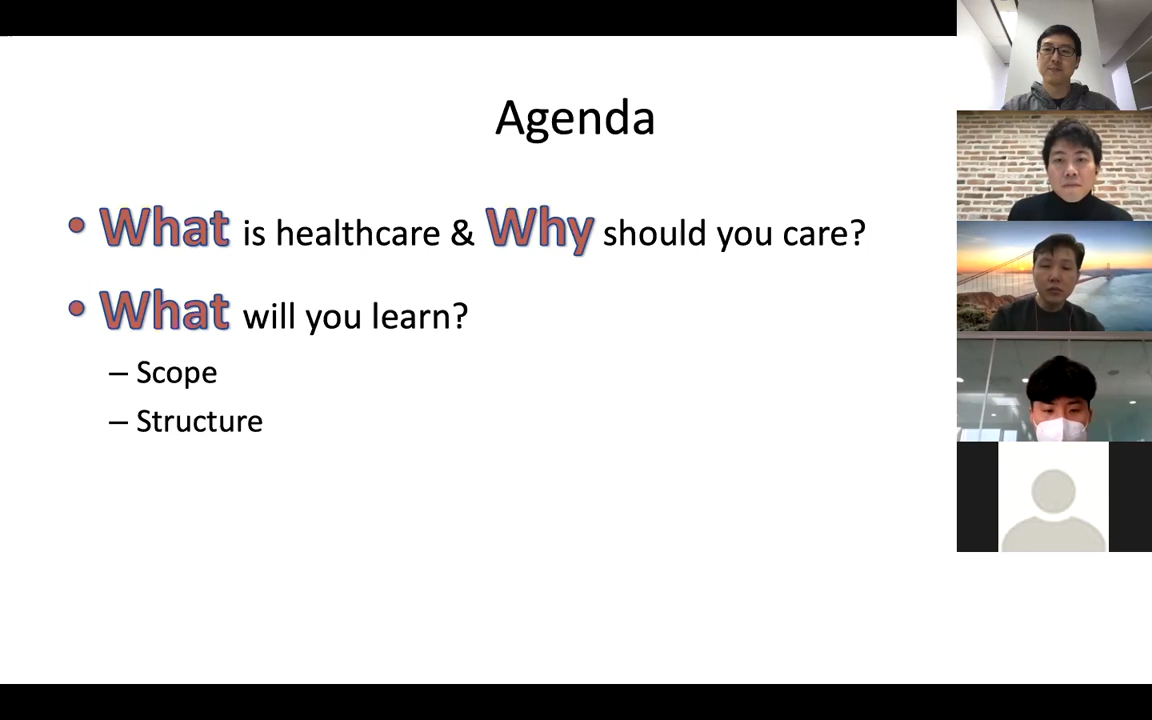 Agenda
• What is healthcare & Why should you care?
• What will you learn?
– Scope
– Structure